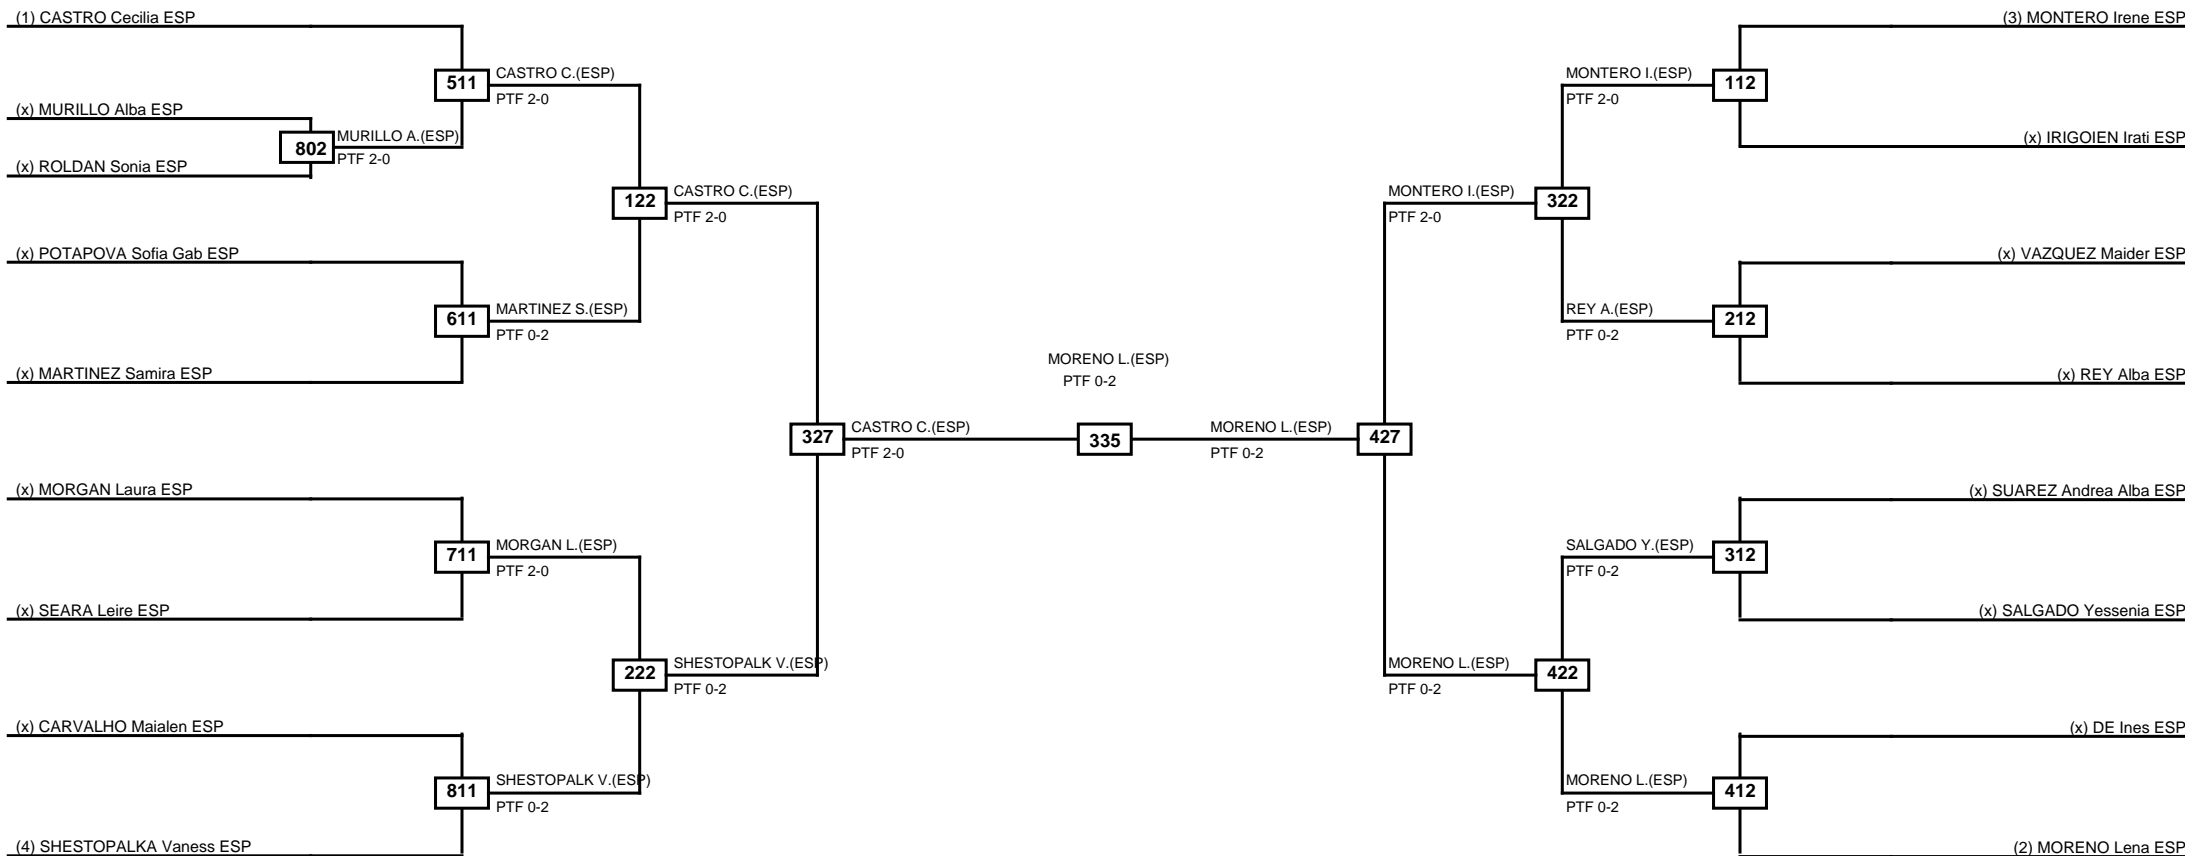 (1) CASTRO Cecilia ESP
(x) MURILLO Alba ESP
(x) ROLDAN Sonia ESP
(x) POTAPOVA Sofia Gab ESP
(x) MARTINEZ Samira ESP
(x) MORGAN Laura ESP
(x) SEARA Leire ESP
(x) CARVALHO Maialen ESP
(4) SHESTOPALKA Vaness ESP
802
MURILLO A.(ESP)
PTF 2-0
511
CASTRO C.(ESP)
PTF 2-0
611
MARTINEZ S.(ESP)
PTF 0-2
711
MORGAN L.(ESP)
PTF 2-0
811
SHESTOPALK V.(ESP)
PTF 0-2
122
CASTRO C.(ESP)
PTF 2-0
222
SHESTOPALK V.(ESP)
PTF 0-2
327
CASTRO C.(ESP)
PTF 2-0
MORENO L.(ESP)
PTF 0-2
335
MORENO L.(ESP)
PTF 0-2
427
MONTERO I.(ESP)
PTF 2-0
322
MORENO L.(ESP)
PTF 0-2
422
MONTERO I.(ESP)
PTF 2-0
112
REY A.(ESP)
PTF 0-2
212
SALGADO Y.(ESP)
PTF 0-2
312
MORENO L.(ESP)
PTF 0-2
412
(3) MONTERO Irene ESP
(x) IRIGOIEN Irati ESP
(x) VAZQUEZ Maider ESP
(x) REY Alba ESP
(x) SUAREZ Andrea Alba ESP
(x) SALGADO Yessenia ESP
(x) DE Ines ESP
(2) MORENO Lena ESP